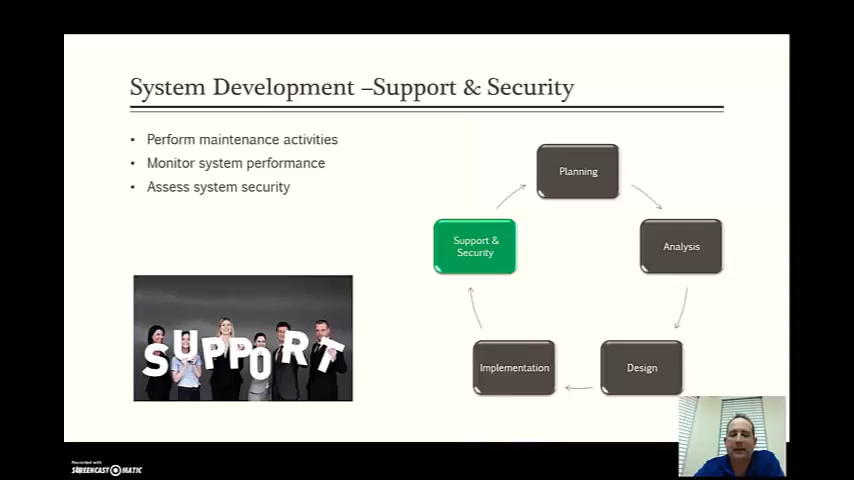 System Development –Support & Security
• Perform maintenance activities
• Monitor system performance
• Assess system security
Planning
Analysis
Design
Implementation
Support &
Security
SUPPORT
Recorded with
SCREENCAST-O-MATIC